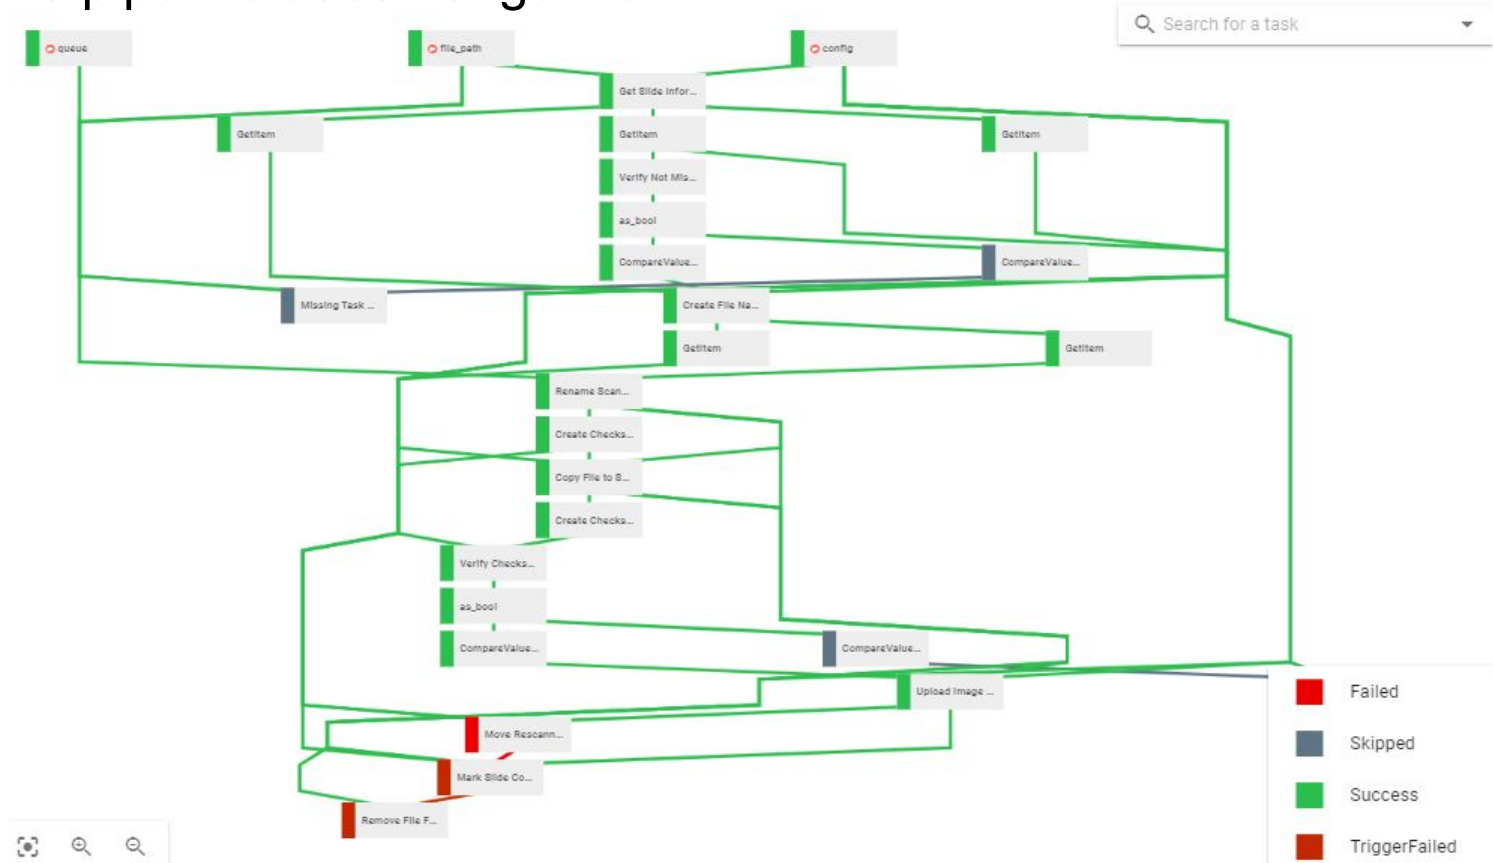 queue
file_path
config
Search for a task
Get Slide Infor...
GetItem
GetItem
GetItem
Verify Not Mis...
as_bool
CompareValue...
CompareValue...
Missing Task ...
Create File Na...
GetItem
GetItem
Rename Scan...
Create Checks...
Copy File to S...
Create Checks...
Verify Checks...
as_bool
CompareValue...
CompareValue...
Upload Image ...
Move Rescann...
Mark Slide Co...
Remove File F...
Failed
Skipped
Success
TriggerFailed